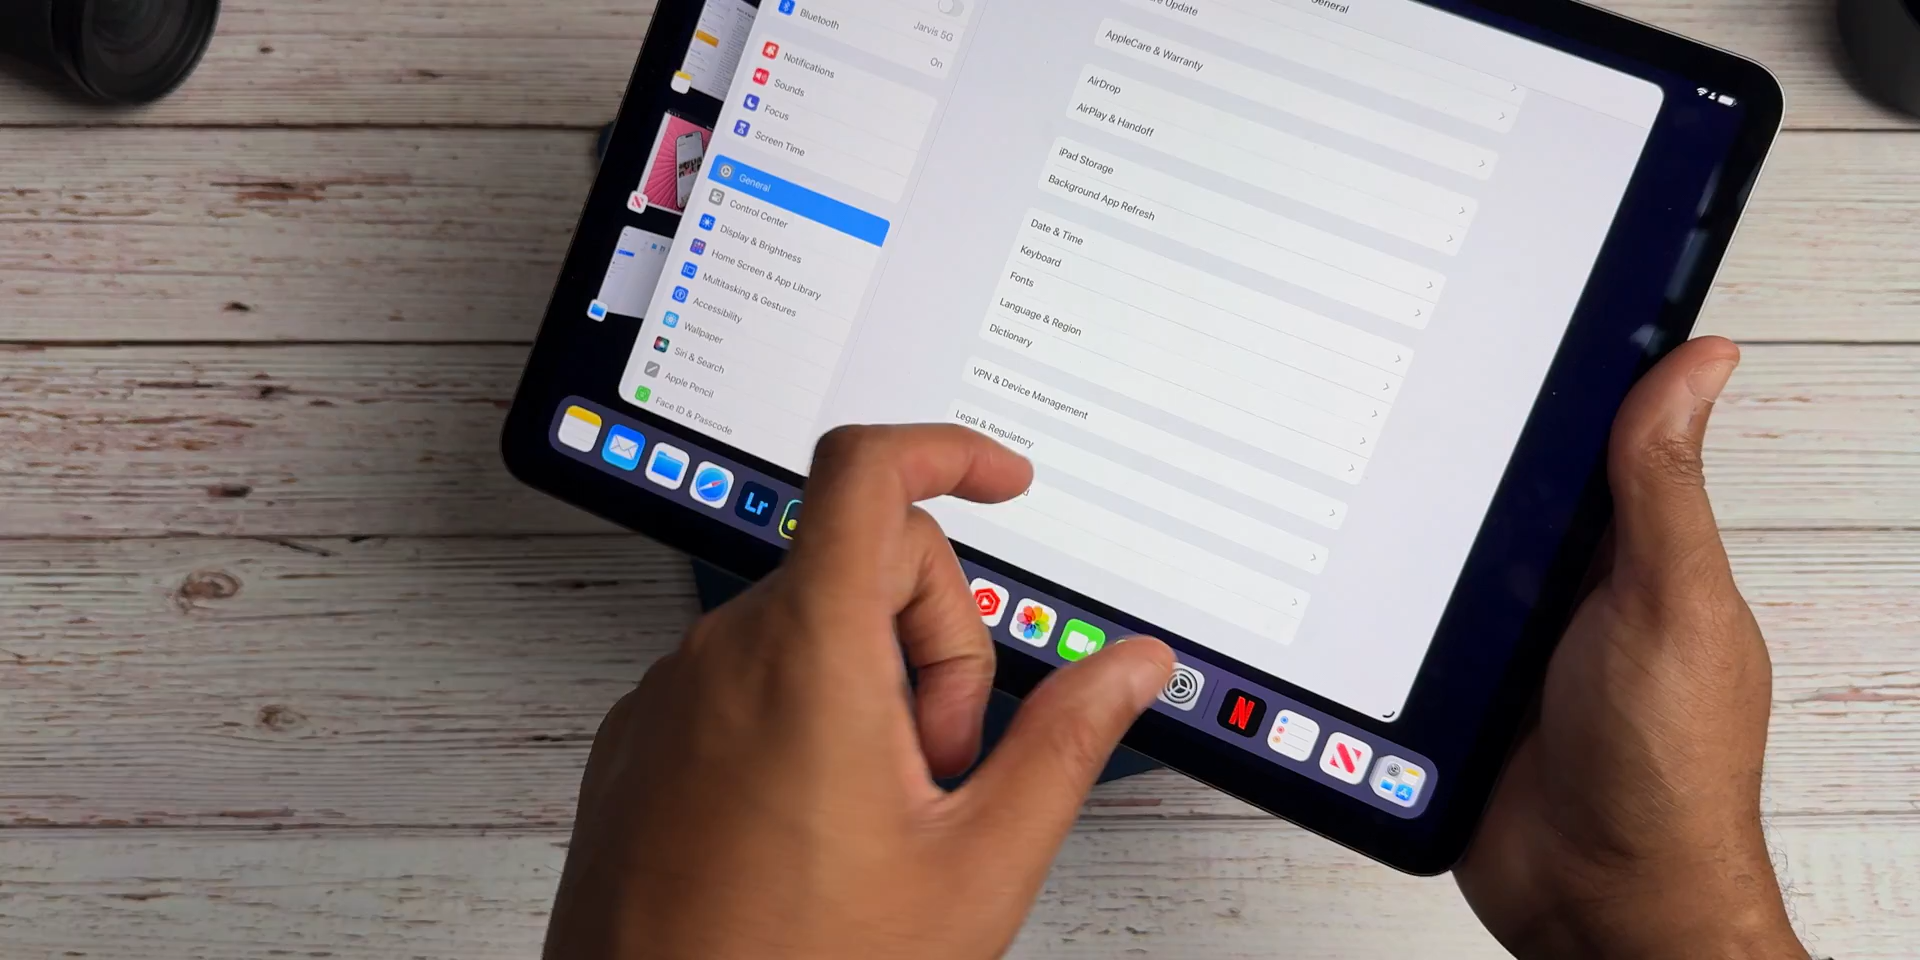 Bluetooth
Jarvis 5G
On
Notifications
Sounds
Focus
Screen Time
General
Control Center
Display & Brightness
Home Screen & App Library
Multitasking & Gestures
Accessibility
Wallpaper
Siri & Search
Apple Pencil
Face ID & Passcode
General
Update
AppleCare & Warranty
AirDrop
AirPlay & Handoff
iPad Storage
Background App Refresh
Date & Time
Keyboard
Fonts
Language & Region
Dictionary
VPN & Device Management
Legal & Regulatory
Lr
N